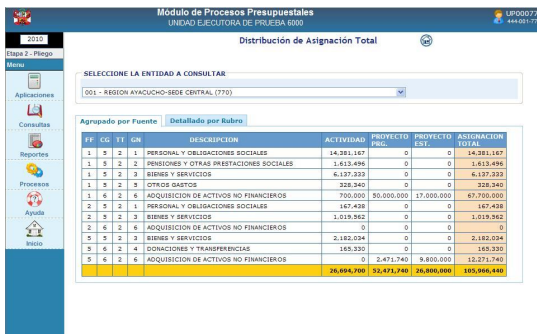 Módulo de Procesos Presupuestales
UNIDAD EJECUTORA DE PRUEBA 6000
UP00077
444-001-77
2010
Etapa 2 - Pliego
Menu
Aplicaciones
Consultas
Reportes
Procesos
Ayuda
Inicio
Distribución de Asignación Total
SELECCIONE LA ENTIDAD A CONSULTAR
001 - REGION AYACUCHO-SEDE CENTRAL (770)
Agrupado por Fuente Detallado por Rubro
FF CG TT GN DESCRIPCION ACTIVIDAD PROYECTO PRG. PROYECTO EST. ASIGNACION TOTAL
1 5 2 1 PERSONAL Y OBLIGACIONES SOCIALES 14,381,167 0 0 14,381,167
1 5 2 2 PENSIONES Y OTRAS PRESTACIONES SOCIALES 1,613,496 0 0 1,613,496
1 5 2 3 BIENES Y SERVICIOS 6,137,333 0 0 6,137,333
1 5 2 5 OTROS GASTOS 328,340 0 0 328,340
1 6 2 6 ADQUISICION DE ACTIVOS NO FINANCIEROS 700,000 50,000,000 17,000,000 67,700,000
2 5 2 1 PERSONAL Y OBLIGACIONES SOCIALES 167,438 0 0 167,438
2 5 2 3 BIENES Y SERVICIOS 1,019,562 0 0 1,019,562
2 6 2 6 ADQUISICION DE ACTIVOS NO FINANCIEROS 0 0 0 0
5 5 2 3 BIENES Y SERVICIOS 2,182,034 0 0 2,182,034
5 6 2 4 DONACIONES Y TRANSFERENCIAS 165,330 0 0 165,330
5 6 2 6 ADQUISICION DE ACTIVOS NO FINANCIEROS 0 2,471,740 9,800,000 12,271,740
26,694,700 52,471,740 26,800,000 105,966,440